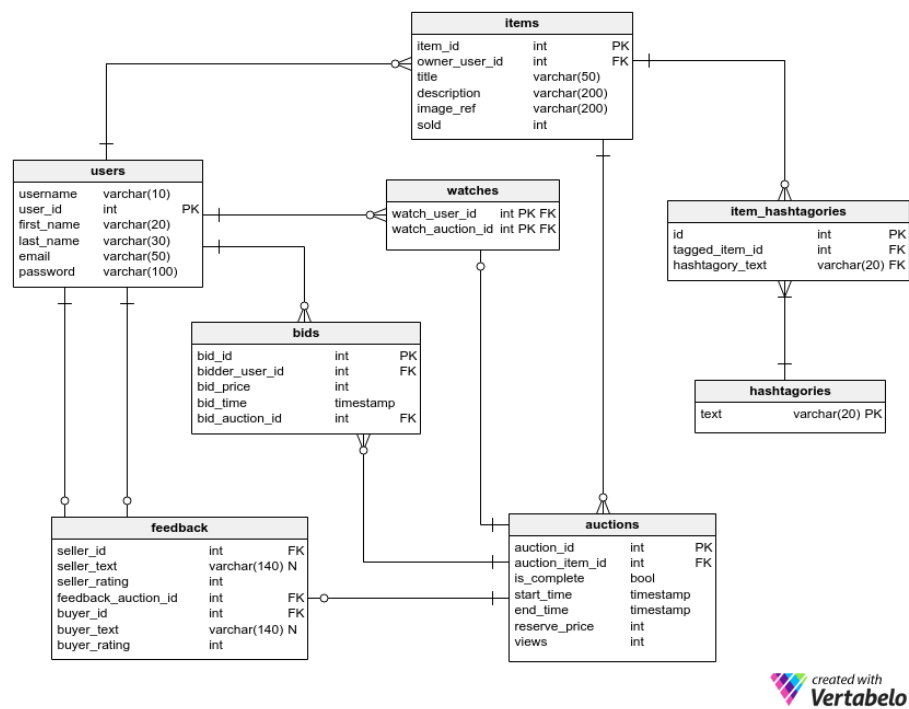 items
item_id int PK
owner_user_id int FK
title varchar(50)
description varchar(200)
image_ref varchar(200)
sold int
users
username varchar(10)
user_id int PK
first_name varchar(20)
last_name varchar(30)
email varchar(50)
password varchar(100)
watches
watch_user_id int PK FK
watch_auction_id int PK FK
item_hashtagories
id int PK
tagged_item_id int FK
hashtagory_text varchar(20) FK
bids
bid_id int PK
bidder_user_id int FK
bid_price int
bid_time timestamp
bid_auction_id int FK
hashtagories
text varchar(20) PK
feedback
seller_id int FK
seller_text varchar(140) N
seller_rating int
feedback_auction_id int FK
buyer_id int FK
buyer_text varchar(140) N
buyer_rating int
auctions
auction_id int PK
auction_item_id int FK
is_complete bool
start_time timestamp
end_time timestamp
reserve_price int
views int
created with
Vertabelo